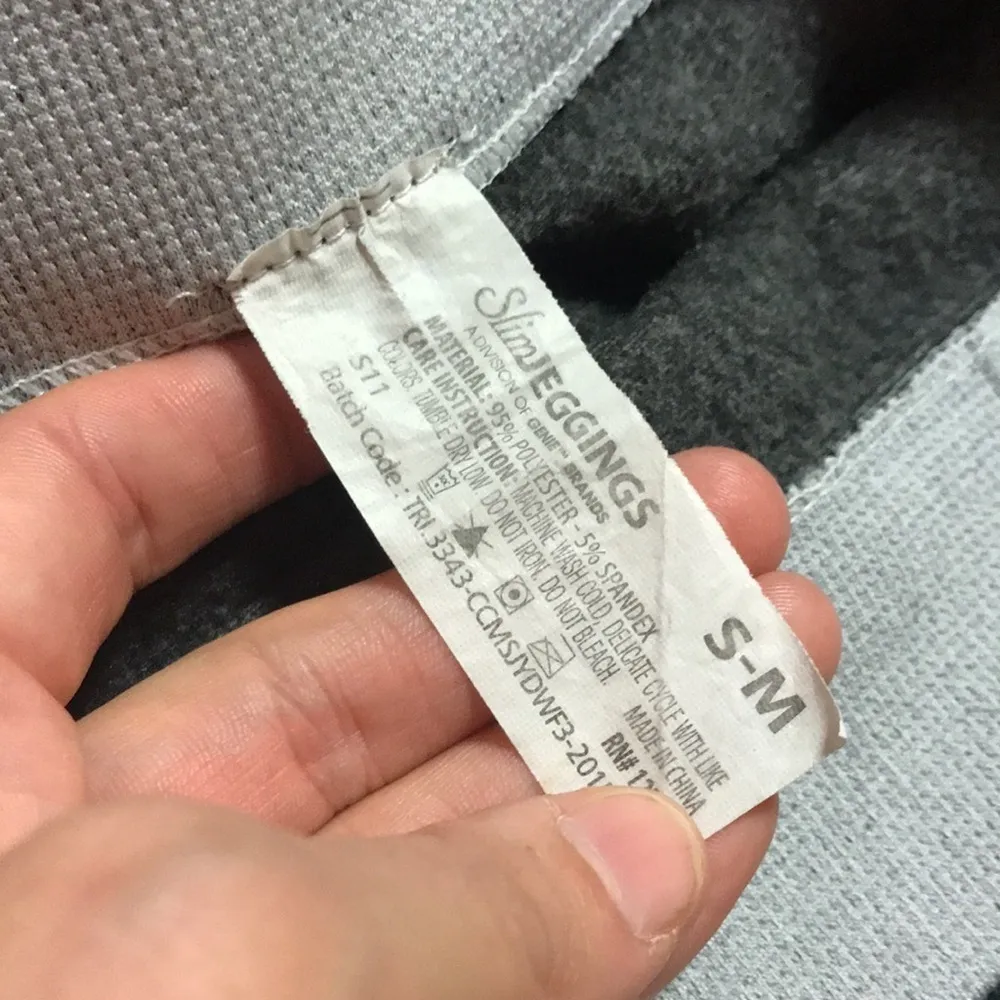 Slim JEGGINGS
A DIVISION OF GENIE™ BRANDS
S-M
MATERIAL: 95% POLYESTER - 5% SPANDEX
CARE INSTRUCTION: MACHINE WASH COLD, DELICATE CYCLE WITH LIKE
COLORS. TUMBLE DRY LOW. DO NOT IRON. DO NOT BLEACH.
MADE IN CHINA
RN#
S11
Batch Code : TRI.3343-CCMSJYDWF3-201